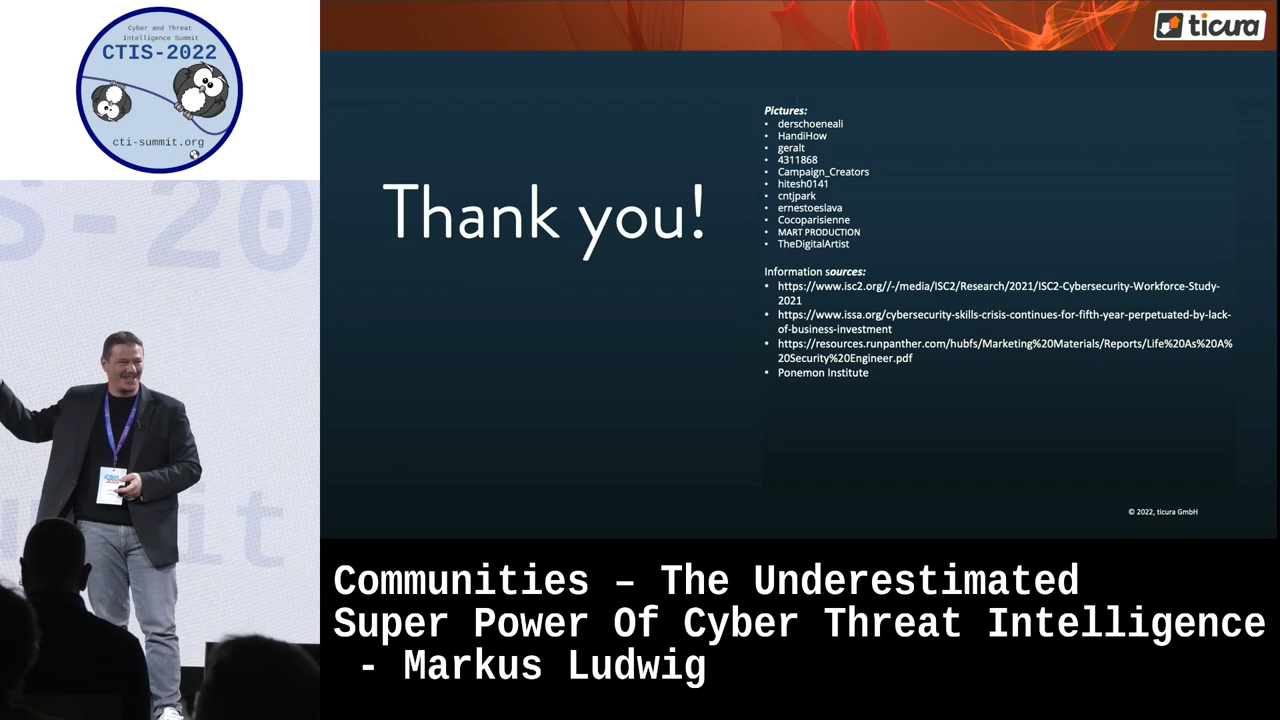 Cyber and Threat
Intelligence Summit
CTIS-2022
cti-summit.org
ticura
Thank you!
Pictures:
• derschoeneali
• HandiHow
• geralt
• 4311868
• Campaign_Creators
• hitesh0141
• cntjpark
• ernestoeslava
• Cocoparisienne
• MART PRODUCTION
• TheDigitalArtist
Information sources:
• https://www.isc2.org//-/media/ISC2/Research/2021/ISC2-Cybersecurity-Workforce-Study-
2021
• https://www.issa.org/cybersecurity-skills-crisis-continues-for-fifth-year-perpetuated-by-lack-
of-business-investment
• https://resources.runpanther.com/hubfs/Marketing%20Materials/Reports/Life%20As%20A%
20Security%20Engineer.pdf
• Ponemon Institute
© 2022, ticura GmbH
S-20
ummit
Communities – The Underestimated
Super Power Of Cyber Threat Intelligence
- Markus Ludwig